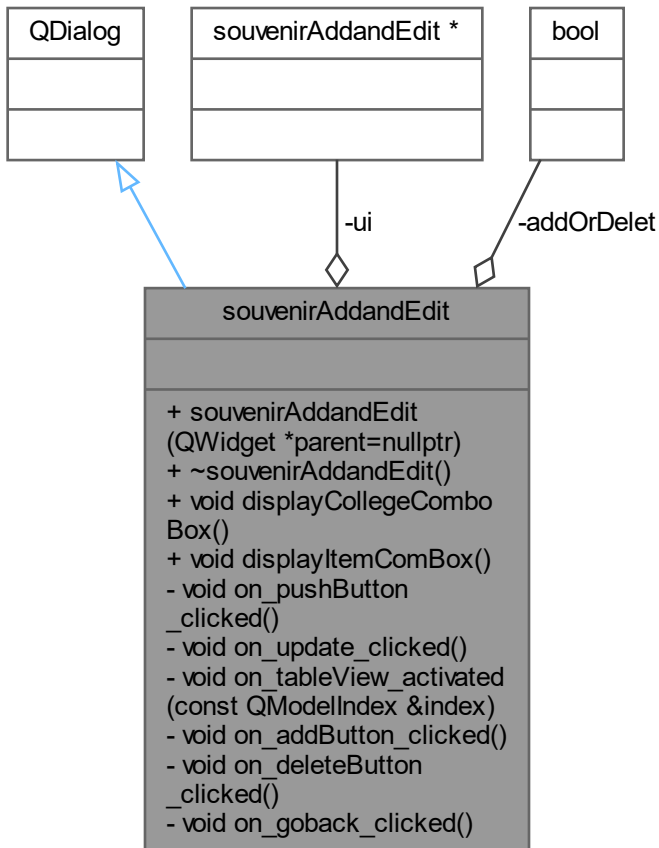 QDialog
souvenirAddandEdit *
bool
-ui
-addOrDelet
souvenirAddandEdit
+ souvenirAddandEdit
(QWidget *parent=nullptr)
+ ~souvenirAddandEdit()
+ void displayCollegeCombo
Box()
+ void displayItemComBox()
- void on_pushButton
_clicked()
- void on_update_clicked()
- void on_tableView_activated
(const QModelIndex &index)
- void on_addButton_clicked()
- void on_deleteButton
_clicked()
- void on_goback_clicked()